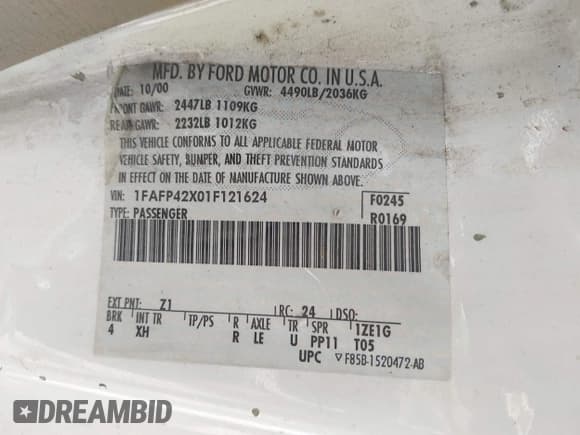 MFD. BY FORD MOTOR CO. IN U.S.A.
DATE: 10/00 GVWR: 4490LB/2036KG
FRONT GAWR: 2447LB 1109KG
REAR GAWR: 2232LB 1012KG
THIS VEHICLE CONFORMS TO ALL APPLICABLE FEDERAL MOTOR
VEHICLE SAFETY, BUMPER, AND THEFT PREVENTION STANDARDS
IN EFFECT ON THE DATE OF MANUFACTURE SHOWN ABOVE.
VIN: 1FAFP42X01F121624 F0245
TYPE: PASSENGER R0169
EXT PNT: Z1 RC: 24 DSO:
BRK INT TR TP/PS R AXLE TR SPR 1ZE1G
4 XH R LE U PP11 T05
UPC ▽ F85B-1520472-AB
DREAMBID